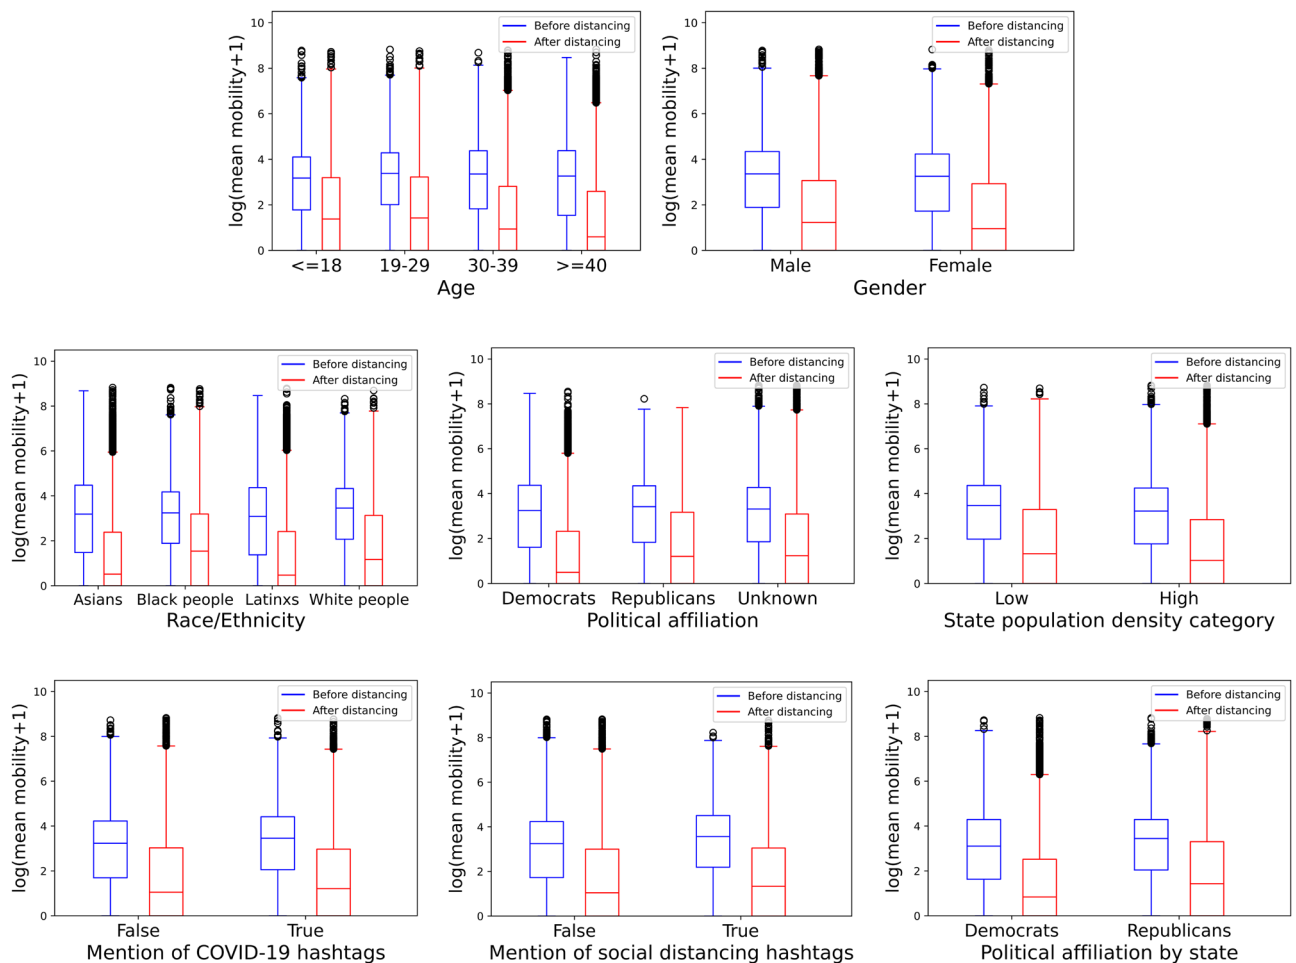 10
8
6
4
2
0
log(mean mobility+1)
Before distancing
After distancing
<=18
19-29
30-39
>=40
Age
10
8
6
4
2
0
log(mean mobility+1)
Before distancing
After distancing
Male
Female
Gender
10
8
6
4
2
0
log(mean mobility+1)
Before distancing
After distancing
Asians
Black people
Latinxs
White people
Race/Ethnicity
10
8
6
4
2
0
log(mean mobility+1)
Before distancing
After distancing
Democrats
Republicans
Unknown
Political affiliation
10
8
6
4
2
0
log(mean mobility+1)
Before distancing
After distancing
Low
High
State population density category
10
8
6
4
2
0
log(mean mobility+1)
Before distancing
After distancing
False
True
Mention of COVID-19 hashtags
10
8
6
4
2
0
log(mean mobility+1)
Before distancing
After distancing
False
True
Mention of social distancing hashtags
10
8
6
4
2
0
log(mean mobility+1)
Before distancing
After distancing
Democrats
Republicans
Political affiliation by state